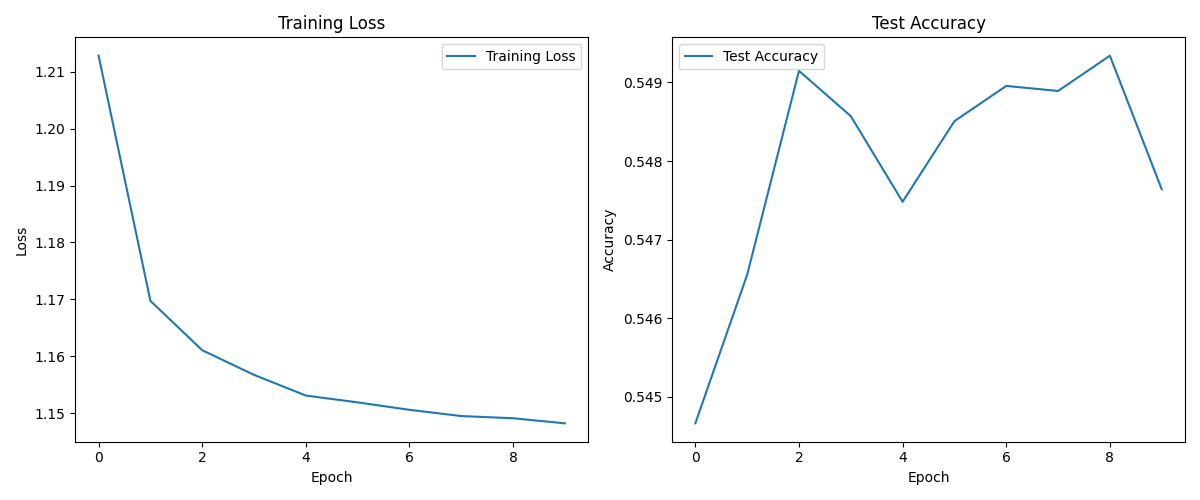 Training Loss
Training Loss
1.21
1.20
1.19
1.18
1.17
1.16
1.15
Loss
0
2
4
6
8
Epoch
Test Accuracy
Test Accuracy
0.549
0.548
0.547
0.546
0.545
Accuracy
0
2
4
6
8
Epoch